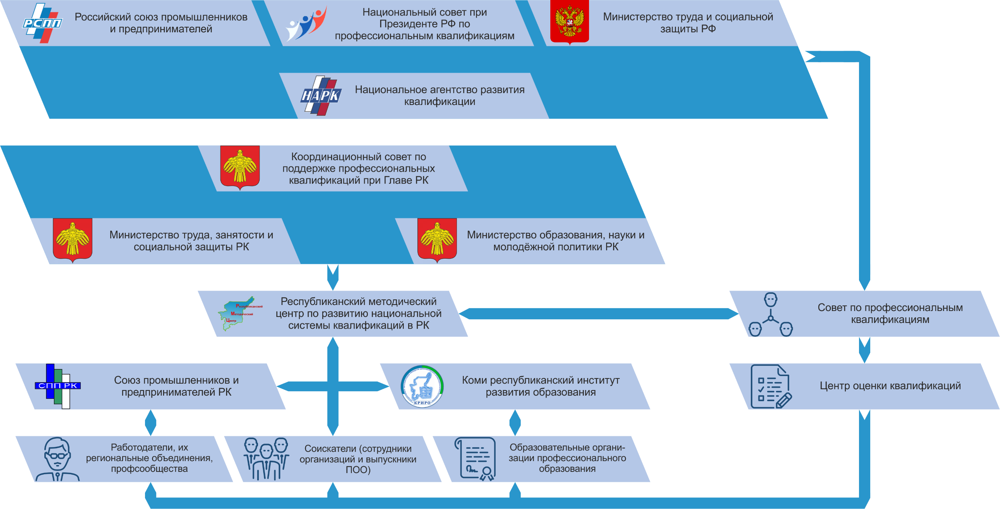 РСПП
Российский союз промышленников
и предпринимателей
Национальный совет при
Президенте РФ по
профессиональным квалификациям
Министерство труда и социальной
защиты РФ
НАРК
Национальное агентство развития
квалификации
Координационный совет по
поддержке профессиональных
квалификаций при Главе РК
Министерство труда, занятости и
социальной защиты РК
Министерство образования, науки и
молодёжной политики РК
Республиканский
Методический
Центр
Республиканский методический
центр по развитию национальной
системы квалификаций в РК
Совет по профессиональным
квалификациям
СПП РК
Союз промышленников и
предпринимателей РК
КРИРО
Коми республиканский институт
развития образования
Центр оценки квалификаций
Работодатели, их
региональные объединения,
профсообщества
Соискатели (сотрудники
организаций и выпускники
ПОО)
Образовательные органи-
зации профессионального
образования